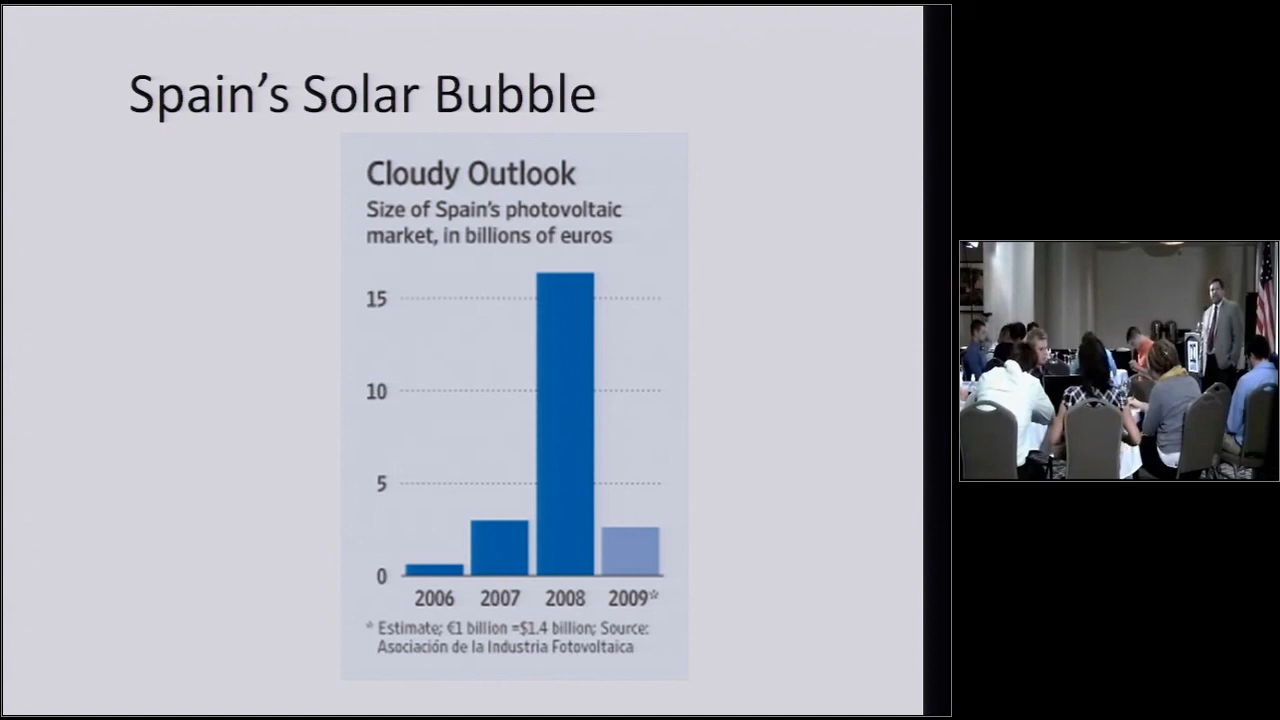 Spain’s Solar Bubble
Cloudy Outlook
Size of Spain’s photovoltaic
market, in billions of euros
15
10
5
0
2006 2007 2008 2009*
* Estimate; €1 billion =$1.4 billion; Source:
Asociación de la Industria Fotovoltaica